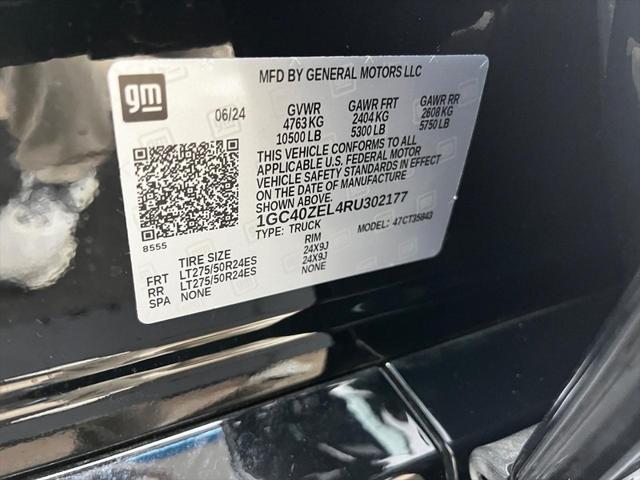 MFD BY GENERAL MOTORS LLC
gm
06/24 GVWR GAWR FRT GAWR RR
4763 KG 2404 KG 2608 KG
10500 LB 5300 LB 5750 LB
THIS VEHICLE CONFORMS TO ALL
APPLICABLE U.S. FEDERAL MOTOR
VEHICLE SAFETY STANDARDS IN EFFECT
ON THE DATE OF MANUFACTURE
SHOWN ABOVE.
1GC40ZEL4RU302177
TYPE: TRUCK MODEL: 47CT35843
8555
TIRE SIZE RIM
FRT LT275/50R24ES 24X9J
RR LT275/50R24ES 24X9J
SPA NONE NONE